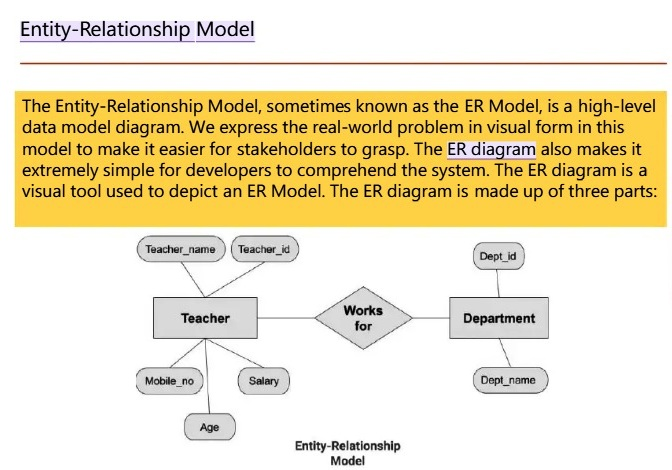 Entity-Relationship Model
The Entity-Relationship Model, sometimes known as the ER Model, is a high-level
data model diagram. We express the real-world problem in visual form in this
model to make it easier for stakeholders to grasp. The ER diagram also makes it
extremely simple for developers to comprehend the system. The ER diagram is a
visual tool used to depict an ER Model. The ER diagram is made up of three parts:
Teacher_name
Teacher_id
Dept_id
Teacher
Works
for
Department
Mobile_no
Salary
Dept_name
Age
Entity-Relationship
Model